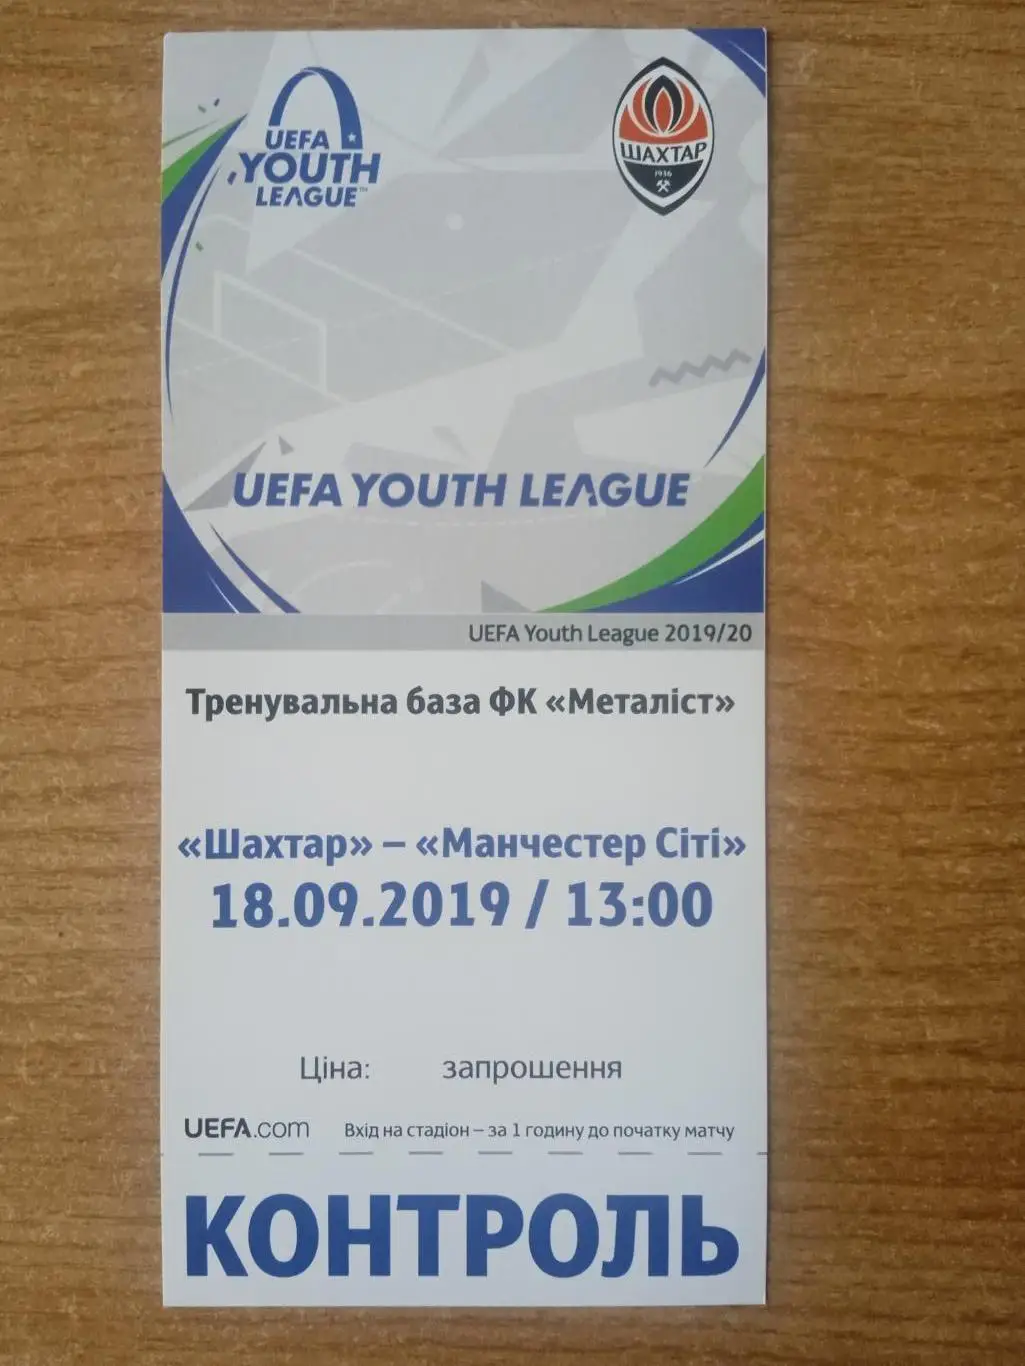 UEFA
YOUTH
LEAGUE™
ШАХТАР
1936
UEFA YOUTH LEAGUE
UEFA Youth League 2019/20
Тренувальна база ФК «Металіст»
«Шахтар» – «Манчестер Сіті»
18.09.2019 / 13:00
Ціна: запрошення
UEFA.com Вхід на стадіон – за 1 годину до початку матчу
КОНТРОЛЬ